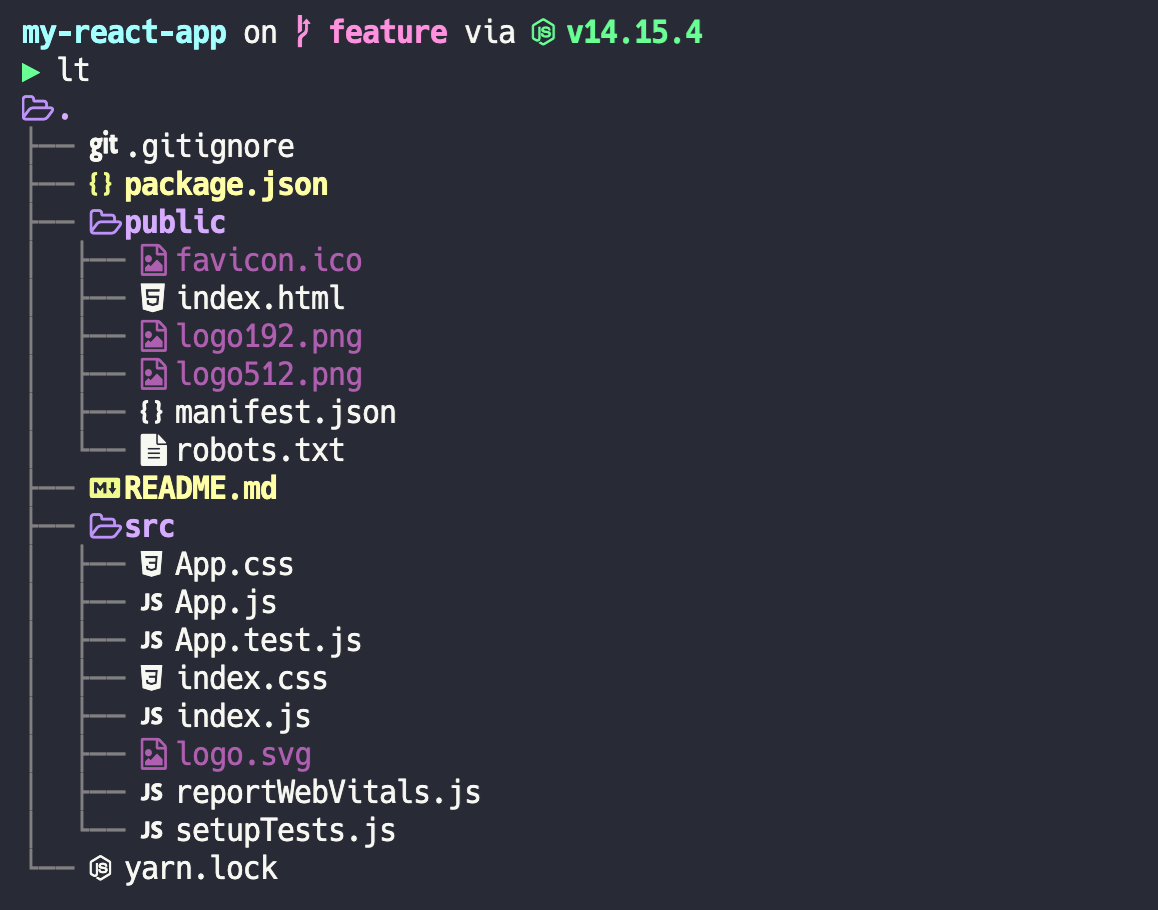 my-react-app on feature via v14.15.4
▶ lt
.
├── .gitignore
├── {} package.json
├── public
│  ├── favicon.ico
│  ├── index.html
│  ├── logo192.png
│  ├── logo512.png
│  ├── {} manifest.json
│  └── robots.txt
├── README.md
├── src
│  ├── App.css
│  ├── JS App.js
│  ├── JS App.test.js
│  ├── index.css
│  ├── JS index.js
│  ├── logo.svg
│  ├── JS reportWebVitals.js
│  └── JS setupTests.js
└── yarn.lock